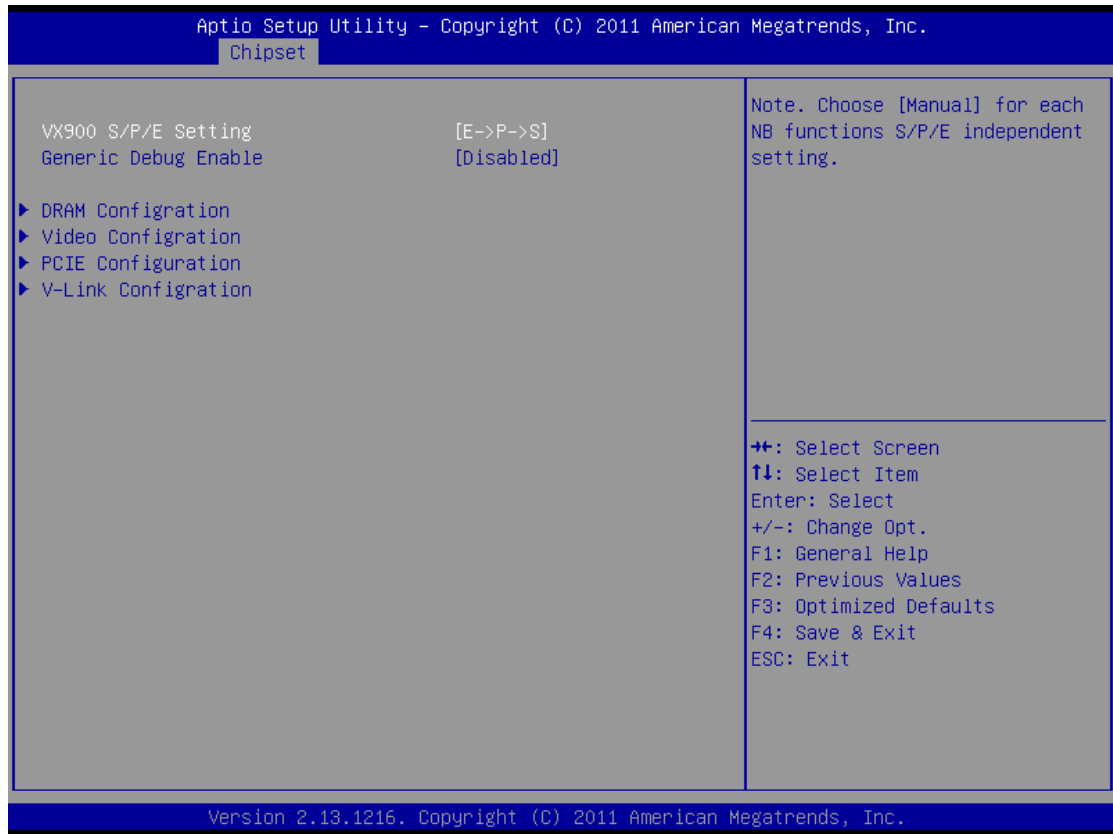 Aptio Setup Utility – Copyright (C) 2011 American Megatrends, Inc.
Chipset
VX900 S/P/E Setting [E->P->S]
Generic Debug Enable [Disabled]
▶ DRAM Configration
▶ Video Configration
▶ PCIE Configuration
▶ V-Link Configration
Note. Choose [Manual] for each
NB functions S/P/E independent
setting.
→←: Select Screen
↑↓: Select Item
Enter: Select
+/-: Change Opt.
F1: General Help
F2: Previous Values
F3: Optimized Defaults
F4: Save & Exit
ESC: Exit
Version 2.13.1216. Copyright (C) 2011 American Megatrends, Inc.